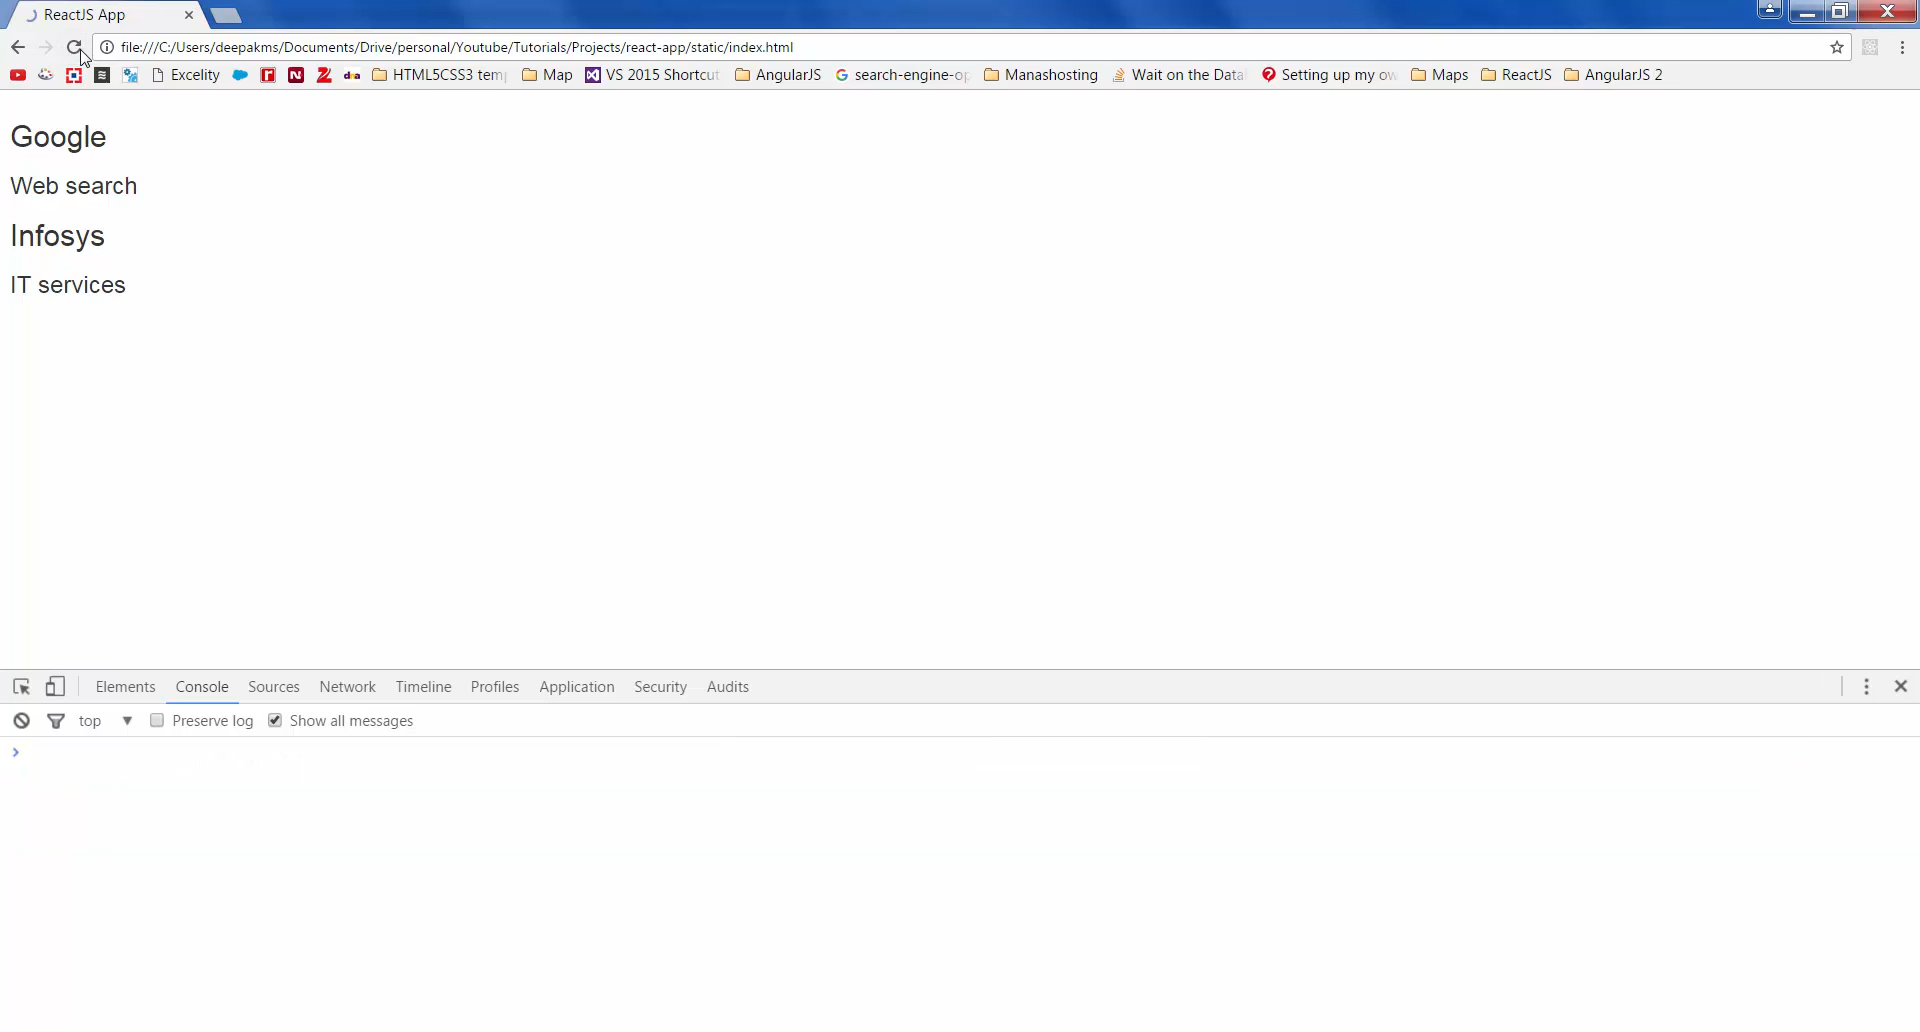 ReactJS App
file:///C:/Users/deepakms/Documents/Drive/personal/Youtube/Tutorials/Projects/react-app/static/index.html
Excelity HTML5CSS3 tem Map VS 2015 Shortcut AngularJS search-engine-op Manashosting Wait on the Data Setting up my ow Maps ReactJS AngularJS 2
Google
Web search
Infosys
IT services
Elements Console Sources Network Timeline Profiles Application Security Audits
top Preserve log Show all messages